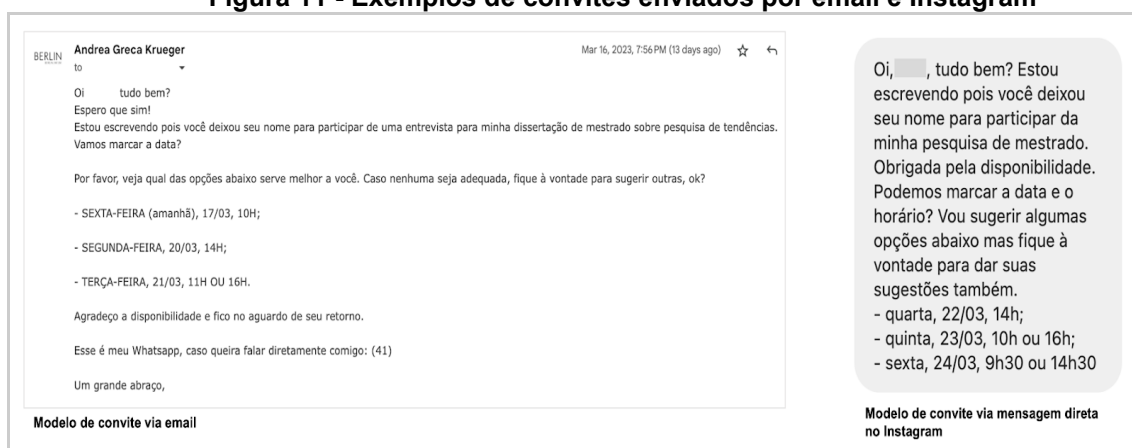 Figura 11 - Exemplos de convites enviados por email e Instagram
BERLIN
Andrea Greca Krueger
Mar 16, 2023, 7:56 PM (13 days ago)
to
Oi tudo bem?
Espero que sim!
Estou escrevendo pois você deixou seu nome para participar de uma entrevista para minha dissertação de mestrado sobre pesquisa de tendências.
Vamos marcar a data?
Por favor, veja qual das opções abaixo serve melhor a você. Caso nenhuma seja adequada, fique à vontade para sugerir outras, ok?
- SEXTA-FEIRA (amanhã), 17/03, 10H;
- SEGUNDA-FEIRA, 20/03, 14H;
- TERÇA-FEIRA, 21/03, 11H OU 16H.
Agradeço a disponibilidade e fico no aguardo de seu retorno.
Esse é meu Whatsapp, caso queira falar diretamente comigo: (41)
Um grande abraço,
Modelo de convite via email
Oi, , tudo bem? Estou
escrevendo pois você deixou
seu nome para participar da
minha pesquisa de mestrado.
Obrigada pela disponibilidade.
Podemos marcar a data e o
horário? Vou sugerir algumas
opções abaixo mas fique à
vontade para dar suas
sugestões também.
- quarta, 22/03, 14h;
- quinta, 23/03, 10h ou 16h;
- sexta, 24/03, 9h30 ou 14h30
Modelo de convite via mensagem direta
no Instagram